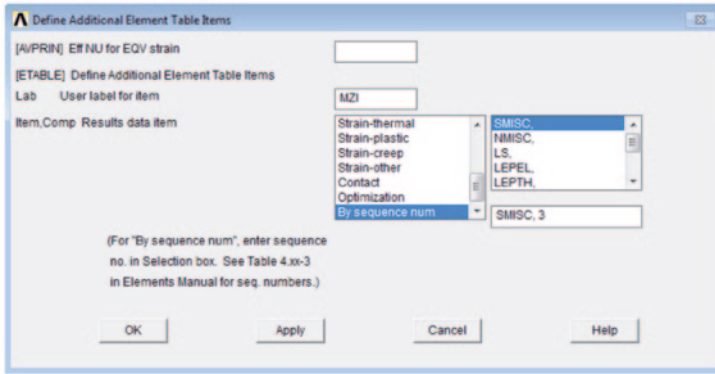 Define Additional Element Table Items
[AVPRIN] Eff NU for EQV strain
[ETABLE] Define Additional Element Table Items
Lab User label for item MZI
Item,Comp Results data item
Strain-thermal
Strain-plastic
Strain-creep
Strain-other
Contact
Optimization
By sequence num
SMISC,
NMISC,
LS,
LEPEL,
LEPTH,
SMISC, 3
(For "By sequence num", enter sequence
no. in Selection box. See Table 4.xx-3
in Elements Manual for seq. numbers.)
OK Apply Cancel Help